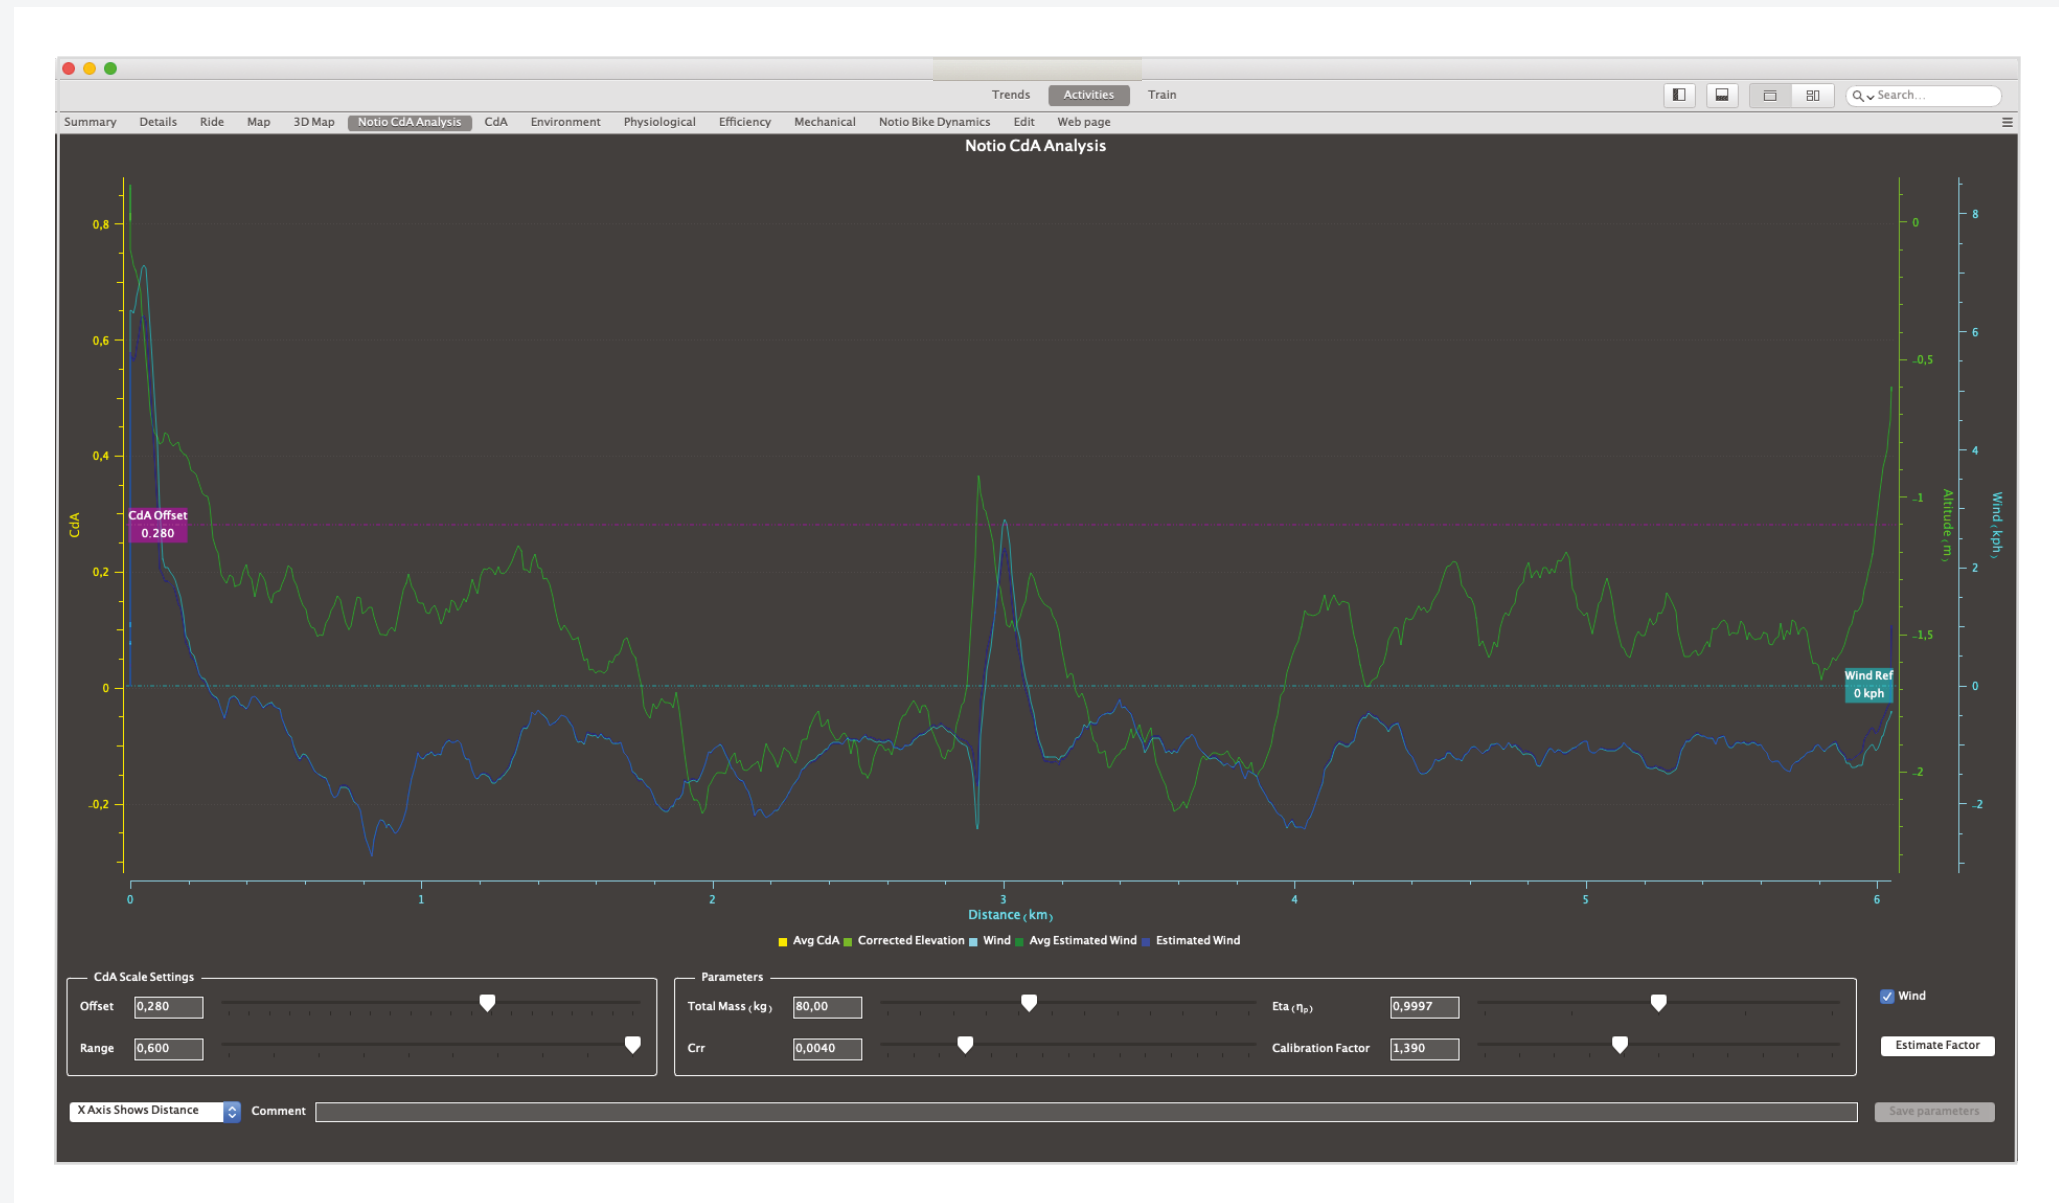 Trends Activities Train Search...
Summary Details Ride Map 3D Map Notio CdA Analysis CdA Environment Physiological Efficiency Mechanical Notio Bike Dynamics Edit Web page
Notio CdA Analysis
0,8
0,6
0,4
0,2
0
-0,2
CdA
CdA Offset
0.280
0
-0,5
-1
-1,5
-2
Altitude (m)
8
6
4
2
0
-2
Wind (kph)
Wind Ref
0 kph
0 1 2 3 4 5 6
Distance (km)
Avg CdA Corrected Elevation Wind Avg Estimated Wind Estimated Wind
CdA Scale Settings
Offset 0,280
Range 0,600
Parameters
Total Mass (kg) 80,00 Eta (ηp) 0,9997
Crr 0,0040 Calibration Factor 1,390
Wind
Estimate Factor
X Axis Shows Distance Comment Save parameters